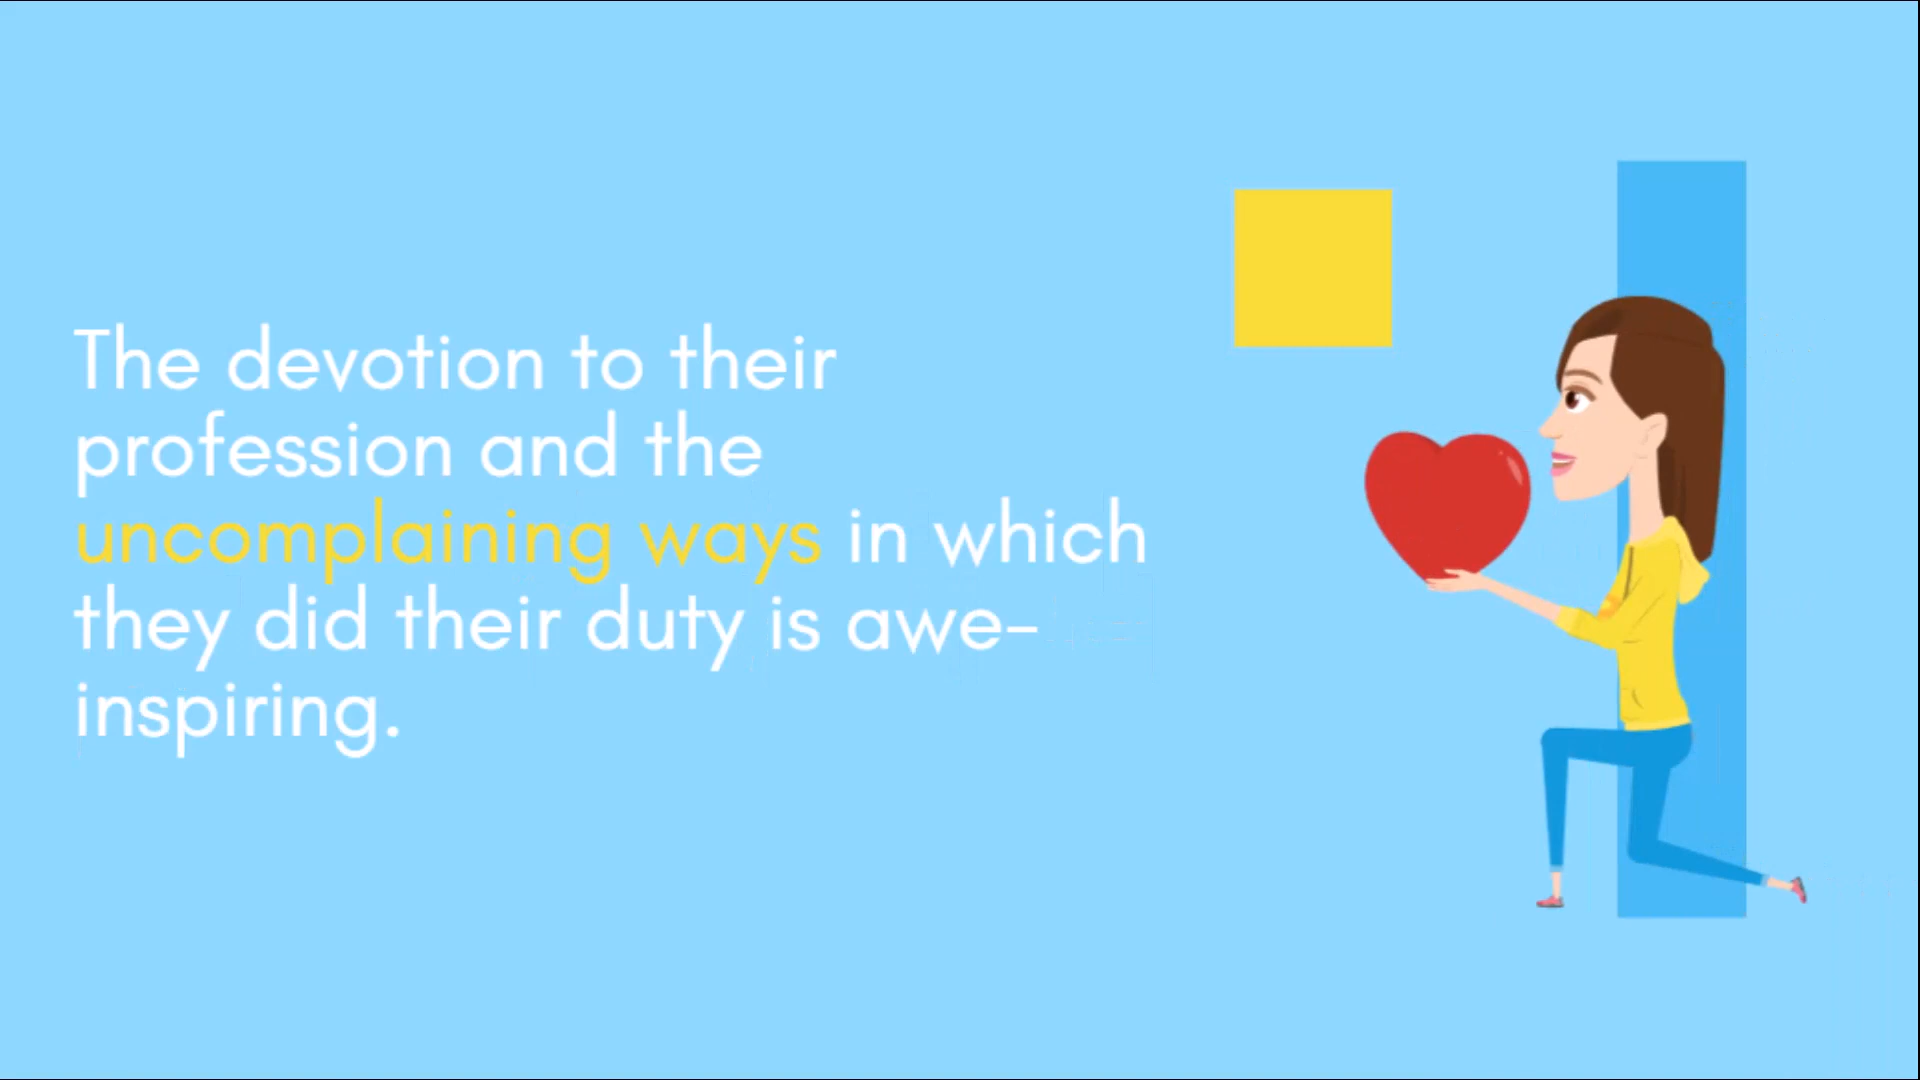 The devotion to their
profession and the
uncomplaining ways in which
they did their duty is awe-
inspiring.